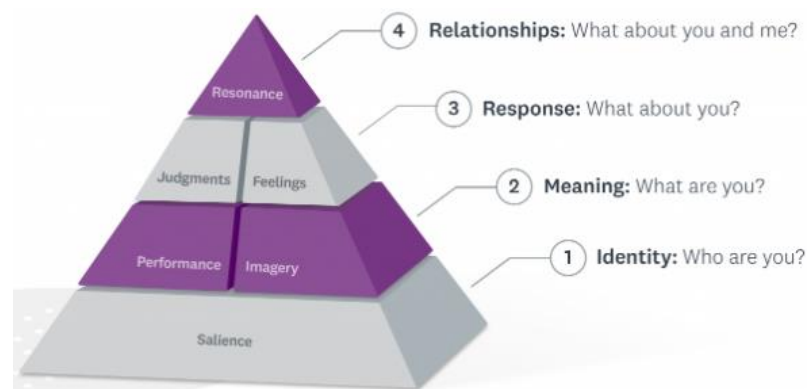 4 Relationships: What about you and me?
Resonance
3 Response: What about you?
Judgments Feelings
2 Meaning: What are you?
Performance Imagery
1 Identity: Who are you?
Salience